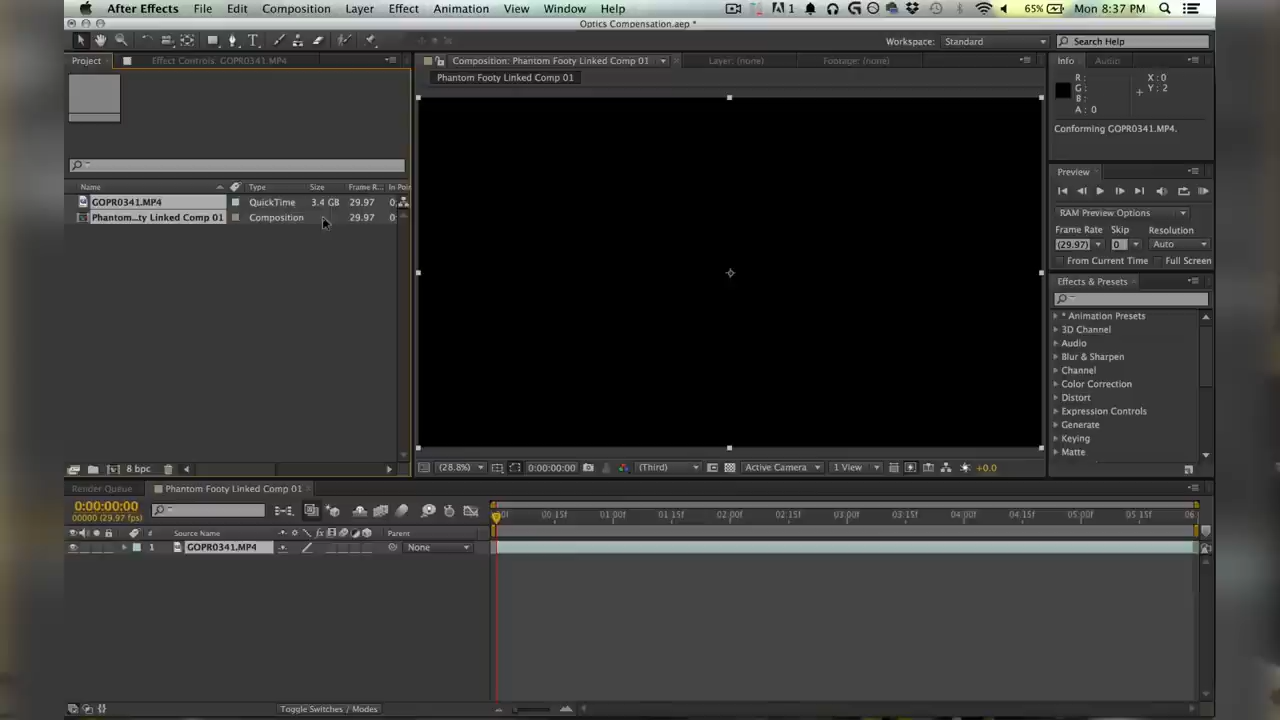 After Effects File Edit Composition Layer Effect Animation View Window Help 1 65% Mon 8:37 PM
Optics Compensation.aep *
Workspace: Standard Search Help
Project Effect Controls: GOPR0341.MP4 Composition: Phantom Footy Linked Comp 01 Layer: (none) Footage: (none) Info Audio
Phantom Footy Linked Comp 01
R: X: 0
G: Y: 2
B:
A: 0
Conforming GOPR0341.MP4.
Preview
Name Type Size Frame R... In Poin
GOPR0341.MP4 QuickTime 3.4 GB 29.97 0:
Phantom...ty Linked Comp 01 Composition 29.97 0:
RAM Preview Options
Frame Rate Skip Resolution
(29.97) 0 Auto
From Current Time Full Screen
Effects & Presets
* Animation Presets
3D Channel
Audio
Blur & Sharpen
Channel
Color Correction
Distort
Expression Controls
Generate
Keying
Matte
8 bpc (28.8%) 0:00:00:00 (Third) Active Camera 1 View +0.0
Render Queue Phantom Footy Linked Comp 01
0:00:00:00
00000 (29.97 fps)
00:15f 01:00f 01:15f 02:00f 02:15f 03:00f 03:15f 04:00f 04:15f 05:00f 05:15f 06:
# Source Name Parent
1 GOPR0341.MP4 None
Toggle Switches / Modes